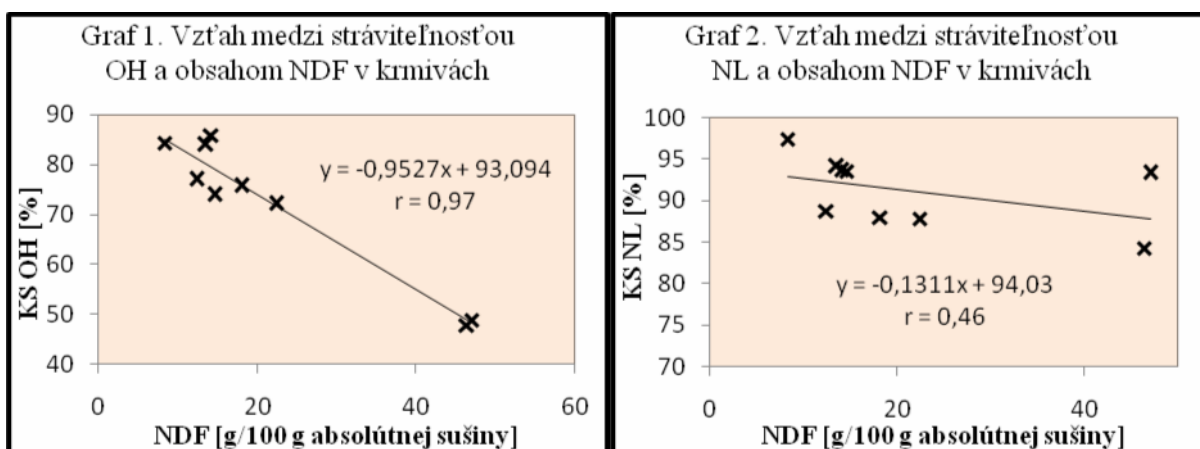 Graf 1. Vzťah medzi stráviteľnosťou
OH a obsahom NDF v krmivách
KS OH [%]
90
80
70
60
50
40
y = -0,9527x + 93,094
r = 0,97
0
20
40
60
NDF [g/100 g absolútnej sušiny]
Graf 2. Vzťah medzi stráviteľnosťou
NL a obsahom NDF v krmivách
KS NL [%]
100
95
90
85
80
75
70
y = -0,1311x + 94,03
r = 0,46
0
20
40
NDF [g/100 g absolútnej sušiny]